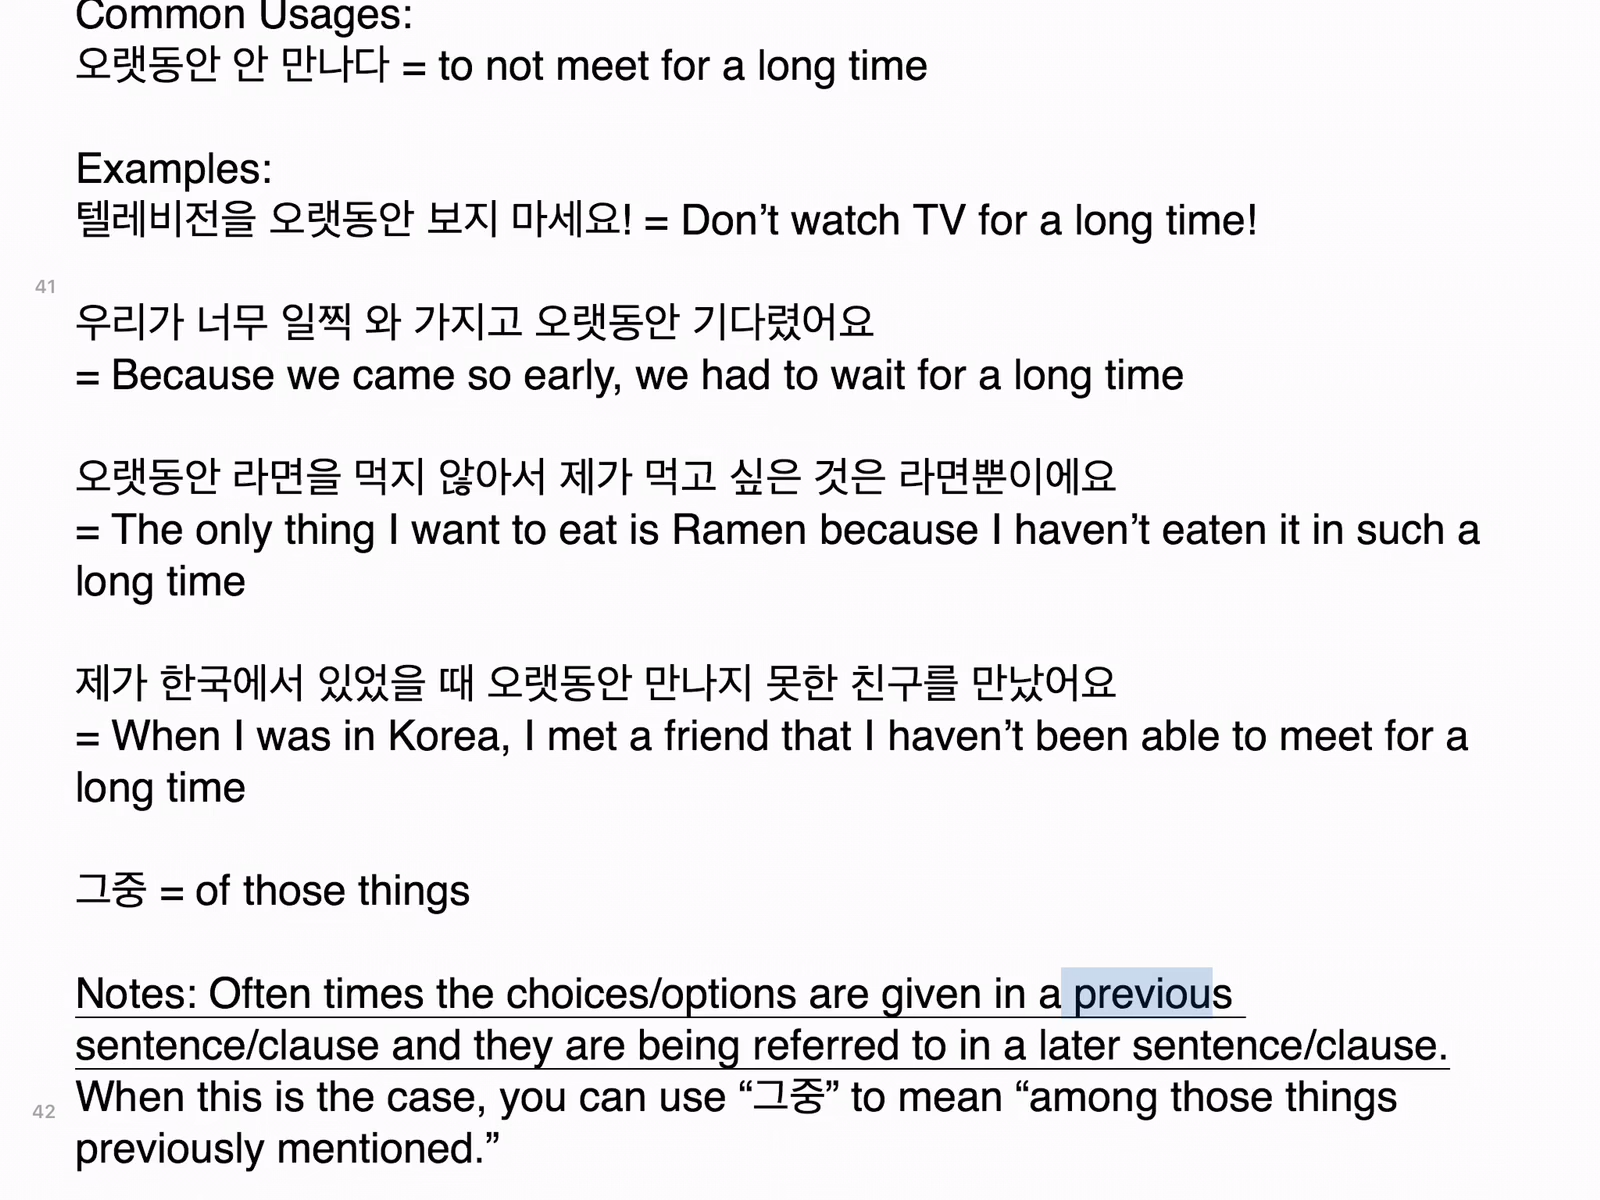 Common Usages:
오랫동안 안 만나다 = to not meet for a long time
Examples:
텔레비전을 오랫동안 보지 마세요! = Don’t watch TV for a long time!
41
우리가 너무 일찍 와 가지고 오랫동안 기다렸어요
= Because we came so early, we had to wait for a long time
오랫동안 라면을 먹지 않아서 제가 먹고 싶은 것은 라면뿐이에요
= The only thing I want to eat is Ramen because I haven’t eaten it in such a
long time
제가 한국에서 있었을 때 오랫동안 만나지 못한 친구를 만났어요
= When I was in Korea, I met a friend that I haven’t been able to meet for a
long time
그중 = of those things
Notes: Often times the choices/options are given in a previous
sentence/clause and they are being referred to in a later sentence/clause.
42 When this is the case, you can use “그중” to mean “among those things
previously mentioned.”